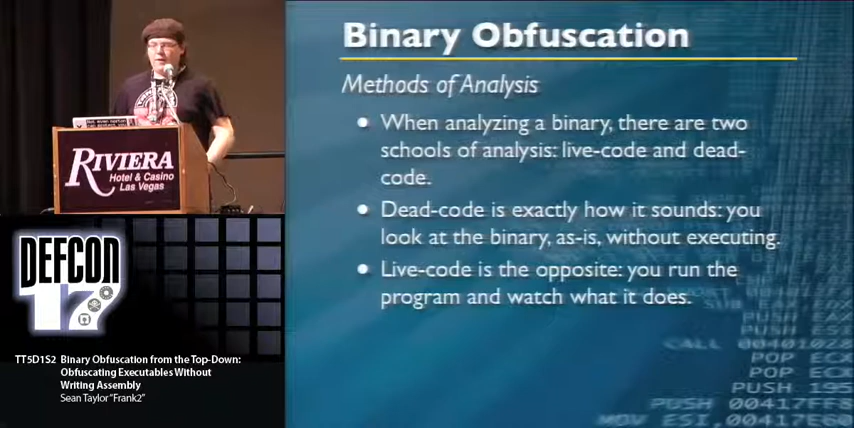 Binary Obfuscation
Methods of Analysis
• When analyzing a binary, there are two
schools of analysis: live-code and dead-
code.
• Dead-code is exactly how it sounds: you
look at the binary, as-is, without executing.
• Live-code is the opposite: you run the
program and watch what it does.
PUSH EAX
PUSH ESI
CALL 00401028
POP ECX
POP ECX
PUSH 195
PUSH 00417FF8
MOV ESI,00417E60
RIVIERA
Hotel & Casino
Las Vegas
DEFCON
17
TT5D1S2 Binary Obfuscation from the Top-Down:
Obfuscating Executables Without
Writing Assembly
Sean Taylor "Frank2"